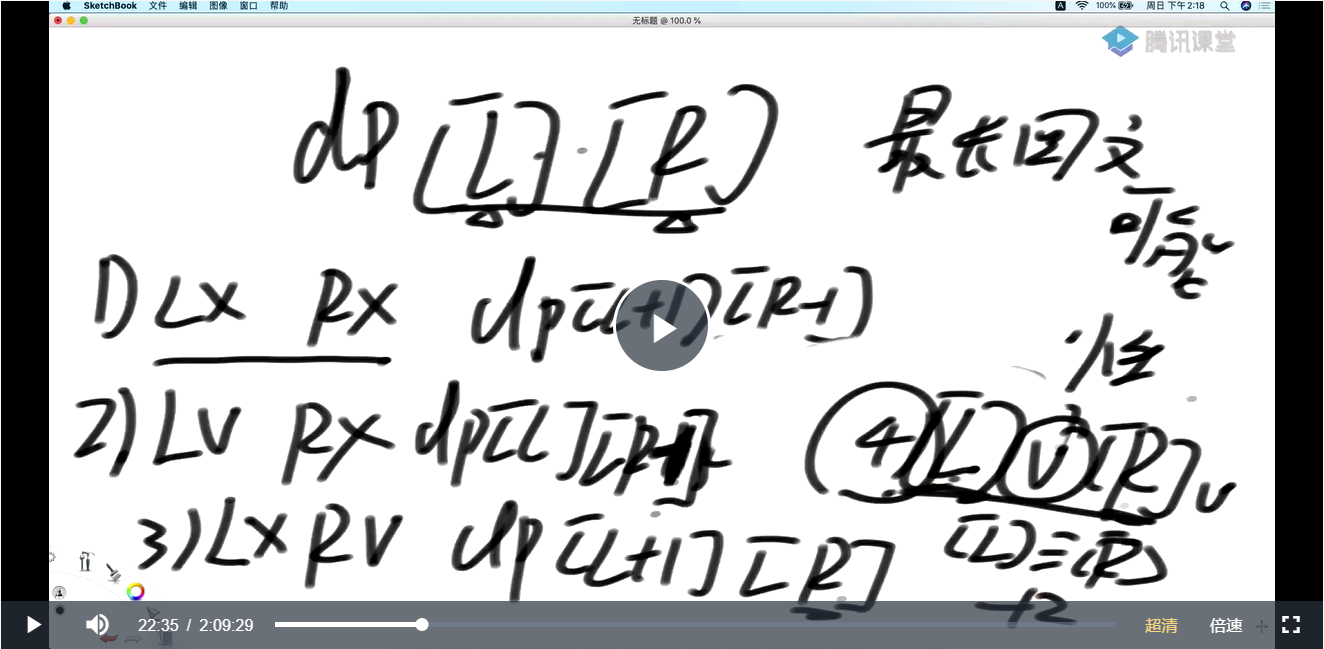 SketchBook 文件 编辑 图像 窗口 帮助
A 100% 周日 下午2:18
无标题 @ 100.0 %
腾讯课堂
dp[L][R] 最长回文
可能
1) LX RX dp[L+1][R-1]
性
2) LV RX dp[L][R-1]
4) [L] V [R] V
3) LX RV dp[L+1][R]
[L]=[R]
+2
22:35 / 2:09:29 超清 倍速